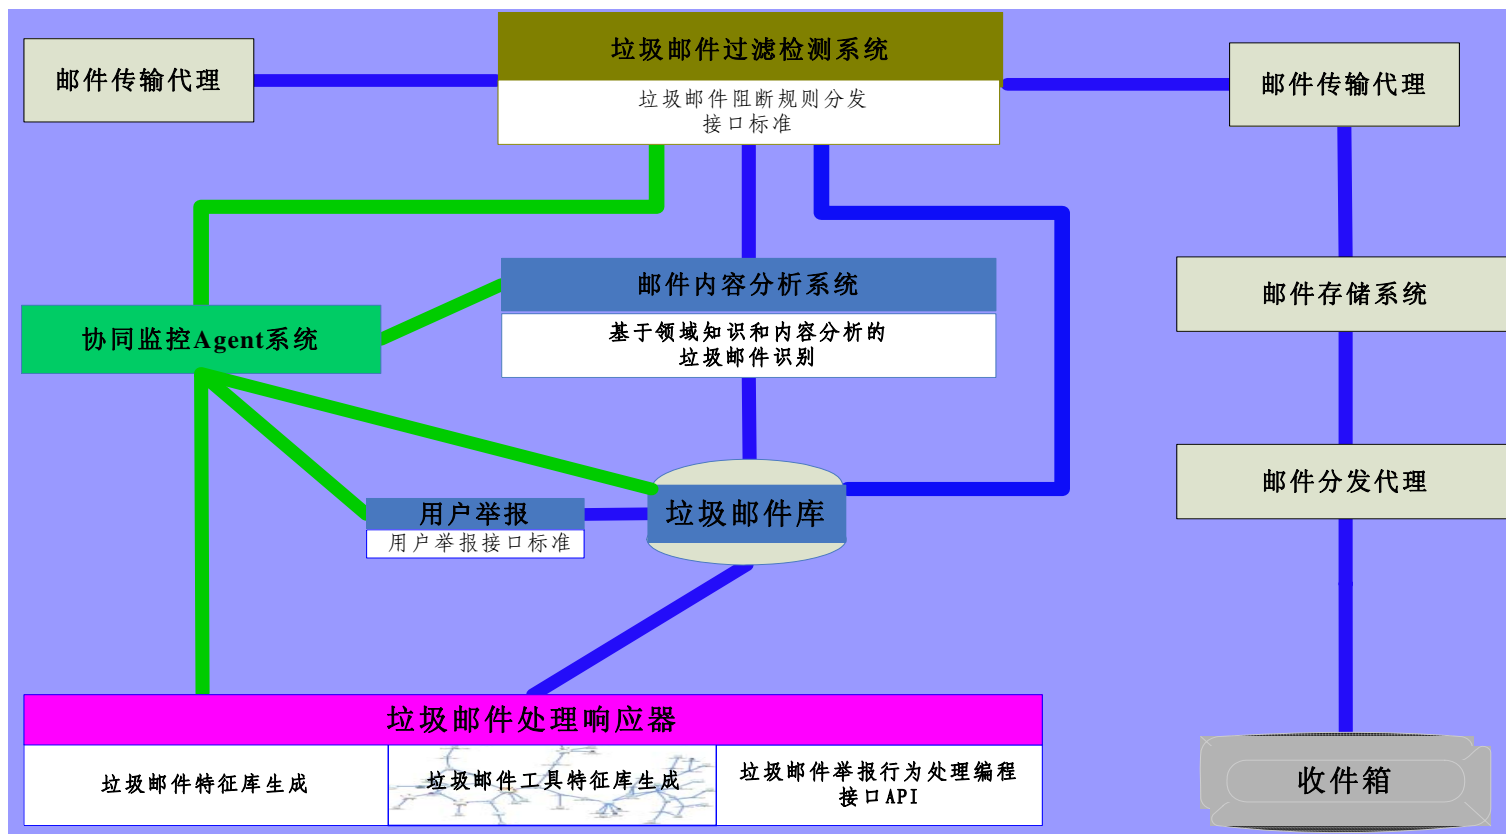 垃圾邮件过滤检测系统
邮件传输代理
邮件传输代理
垃圾邮件阻断规则分发
接口标准
邮件内容分析系统
邮件存储系统
协同监控Agent系统
基于领域知识和内容分析的
垃圾邮件识别
邮件分发代理
用户举报
用户举报接口标准
垃圾邮件库
垃圾邮件处理响应器
垃圾邮件特征库生成
垃圾邮件工具特征库生成
垃圾邮件举报行为处理编程
接口API
收件箱